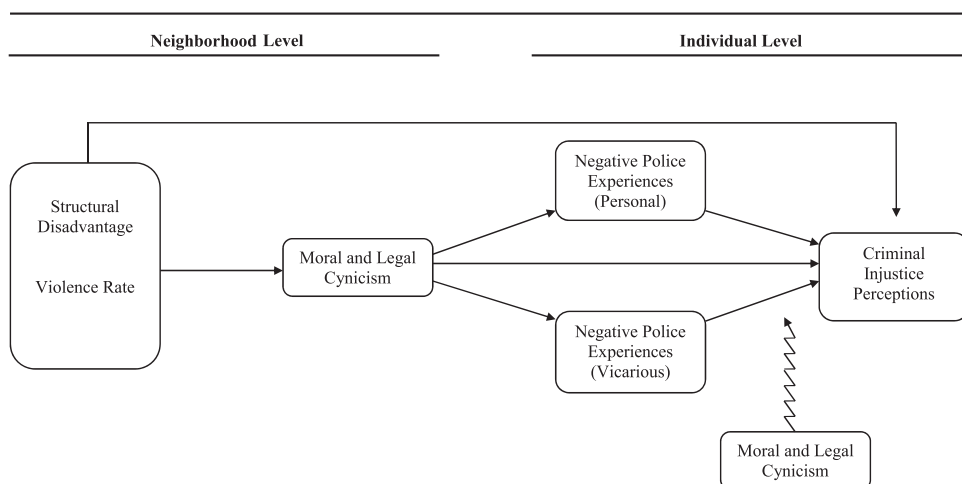 Neighborhood Level
Individual Level
Structural
Disadvantage
Violence Rate
Moral and Legal
Cynicism
Negative Police
Experiences
(Personal)
Negative Police
Experiences
(Vicarious)
Criminal
Injustice
Perceptions
Moral and Legal
Cynicism